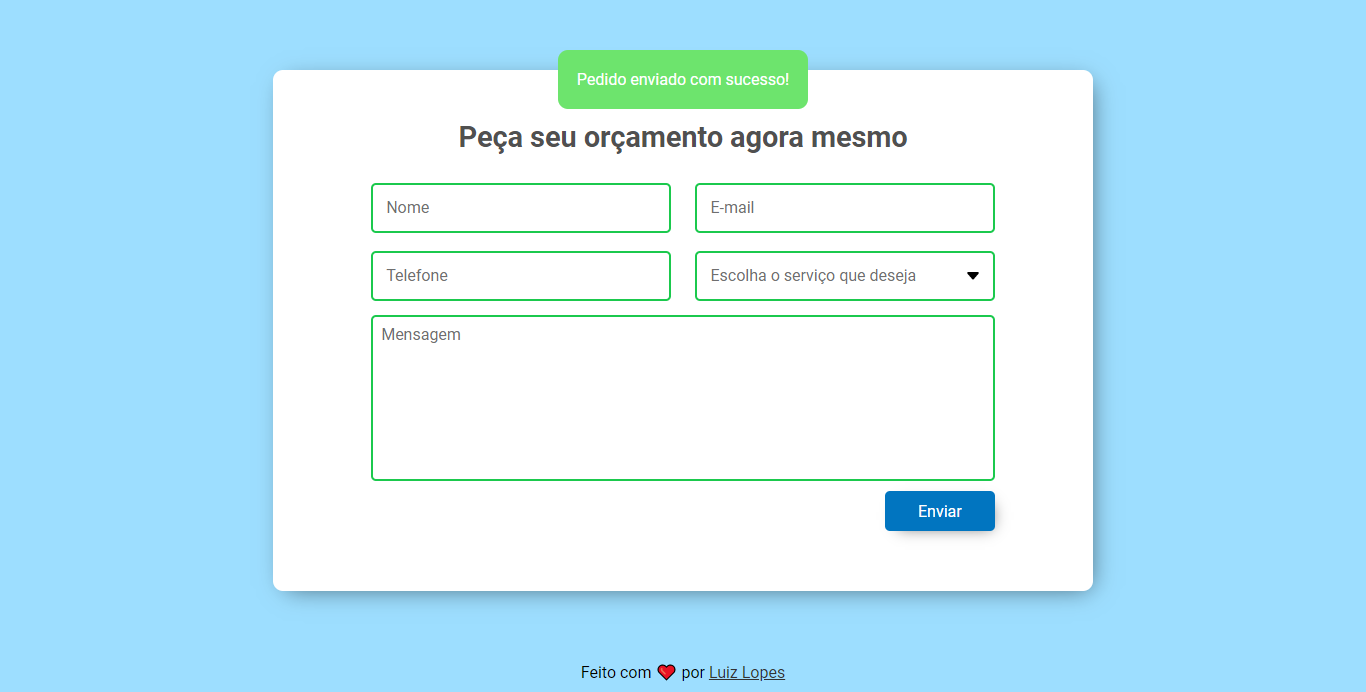 Pedido enviado com sucesso!
Peça seu orçamento agora mesmo
Nome
E-mail
Telefone
Escolha o serviço que deseja
Mensagem
Enviar
Feito com ❤ por Luiz Lopes